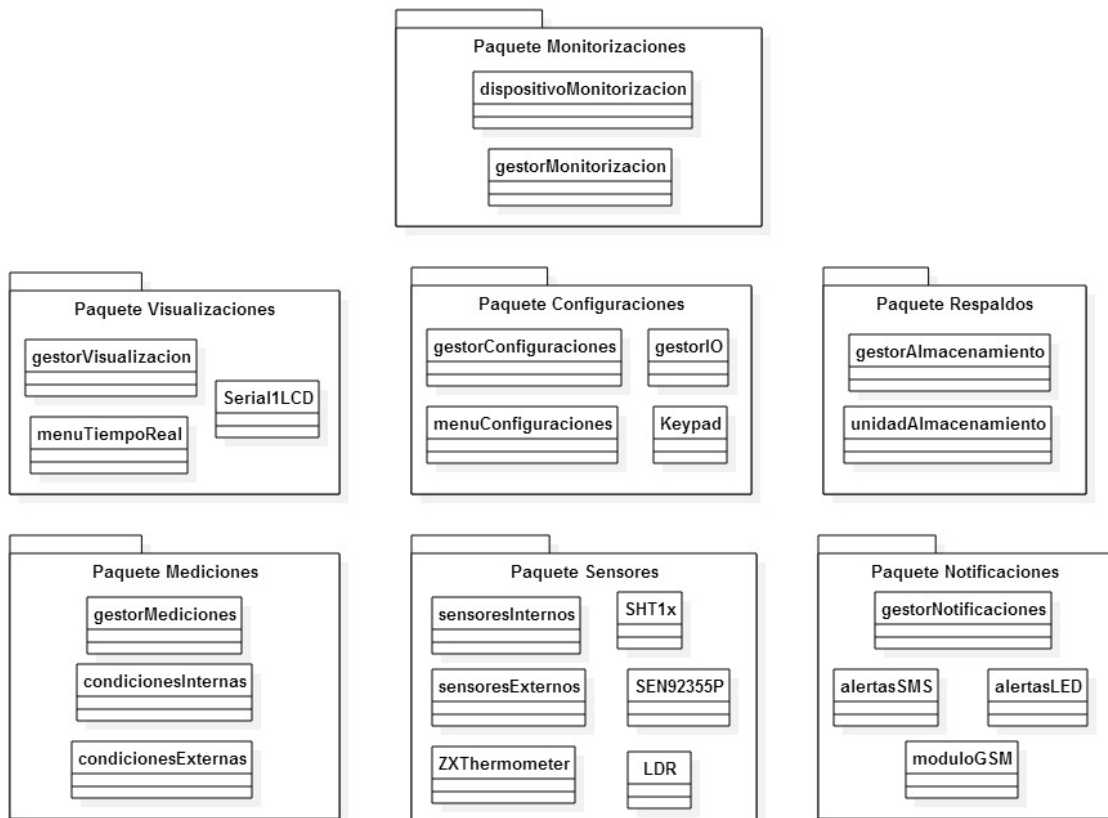 Paquete Monitorizaciones
dispositivoMonitorizacion
gestorMonitorizacion
Paquete Visualizaciones
gestorVisualizacion
Serial1LCD
menuTiempoReal
Paquete Configuraciones
gestorConfiguraciones
gestorIO
menuConfiguraciones
Keypad
Paquete Respaldos
gestorAlmacenamiento
unidadAlmacenamiento
Paquete Mediciones
gestorMediciones
condicionesInternas
condicionesExternas
Paquete Sensores
sensoresInternos
SHT1x
sensoresExternos
SEN92355P
ZXThermometer
LDR
Paquete Notificaciones
gestorNotificaciones
alertasSMS
alertasLED
moduloGSM